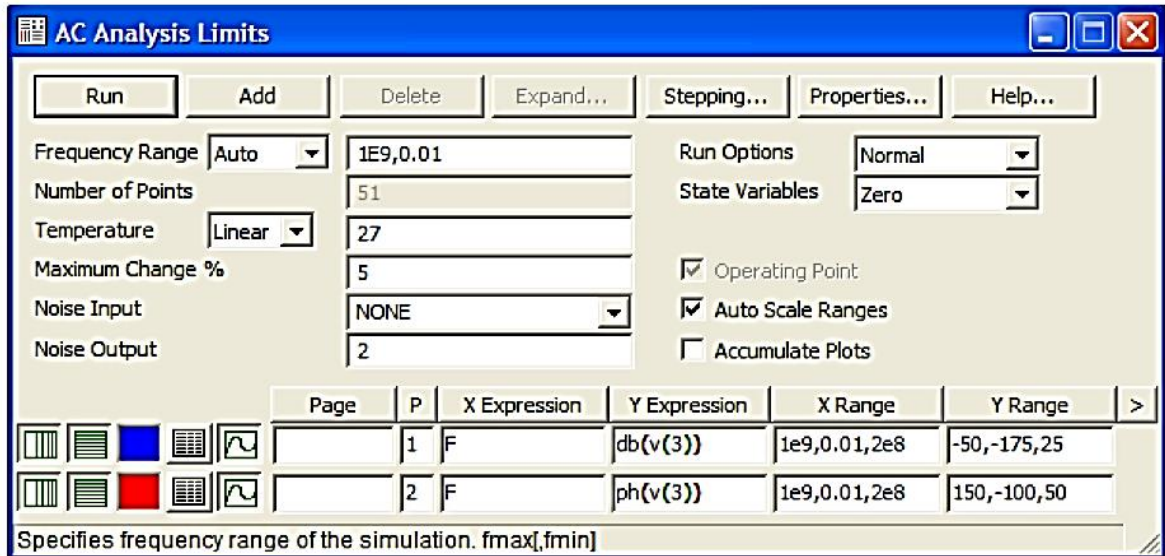 AC Analysis Limits
Run Add Delete Expand... Stepping... Properties... Help...
Frequency Range Auto 1E9,0.01 Run Options Normal
Number of Points 51 State Variables Zero
Temperature Linear 27
Maximum Change % 5 Operating Point
Noise Input NONE Auto Scale Ranges
Noise Output 2 Accumulate Plots
Page P X Expression Y Expression X Range Y Range >
1 F db(v(3)) 1e9,0.01,2e8 -50,-175,25
2 F ph(v(3)) 1e9,0.01,2e8 150,-100,50
Specifies frequency range of the simulation. fmax[,fmin]